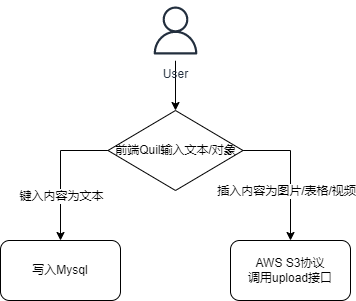 User
前端Quil输入文本/对象
键入内容为文本
插入内容为图片/表格/视频
写入Mysql
AWS S3协议
调用upload接口